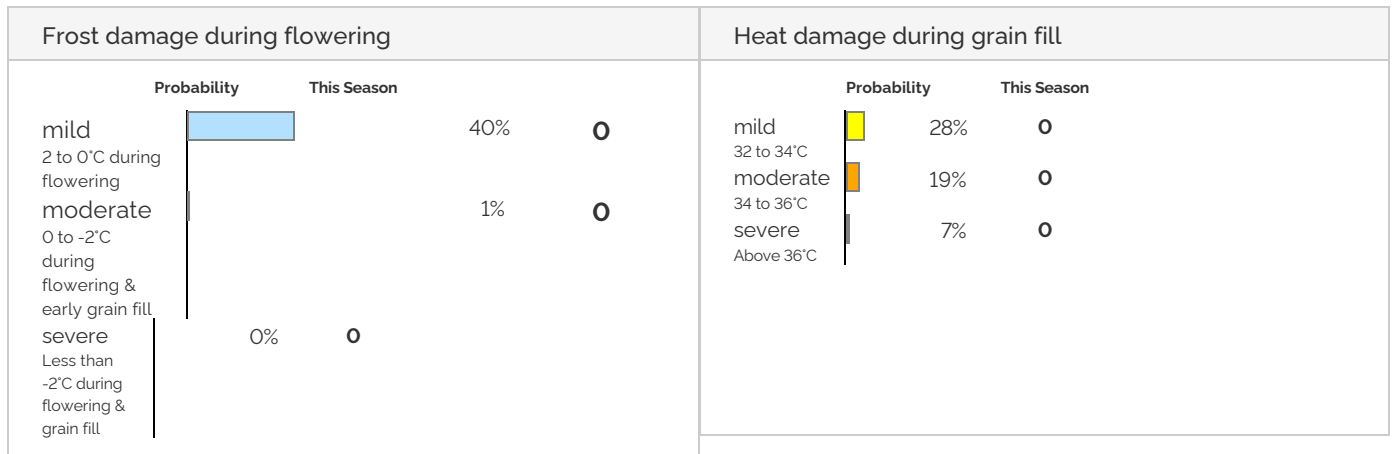 Frost damage during flowering
Probability This Season
mild 40% 0
2 to 0°C during
flowering
moderate 1% 0
0 to -2°C
during
flowering &
early grain fill
severe 0% 0
Less than
-2°C during
flowering &
grain fill
Heat damage during grain fill
Probability This Season
mild 28% 0
32 to 34°C
moderate 19% 0
34 to 36°C
severe 7% 0
Above 36°C